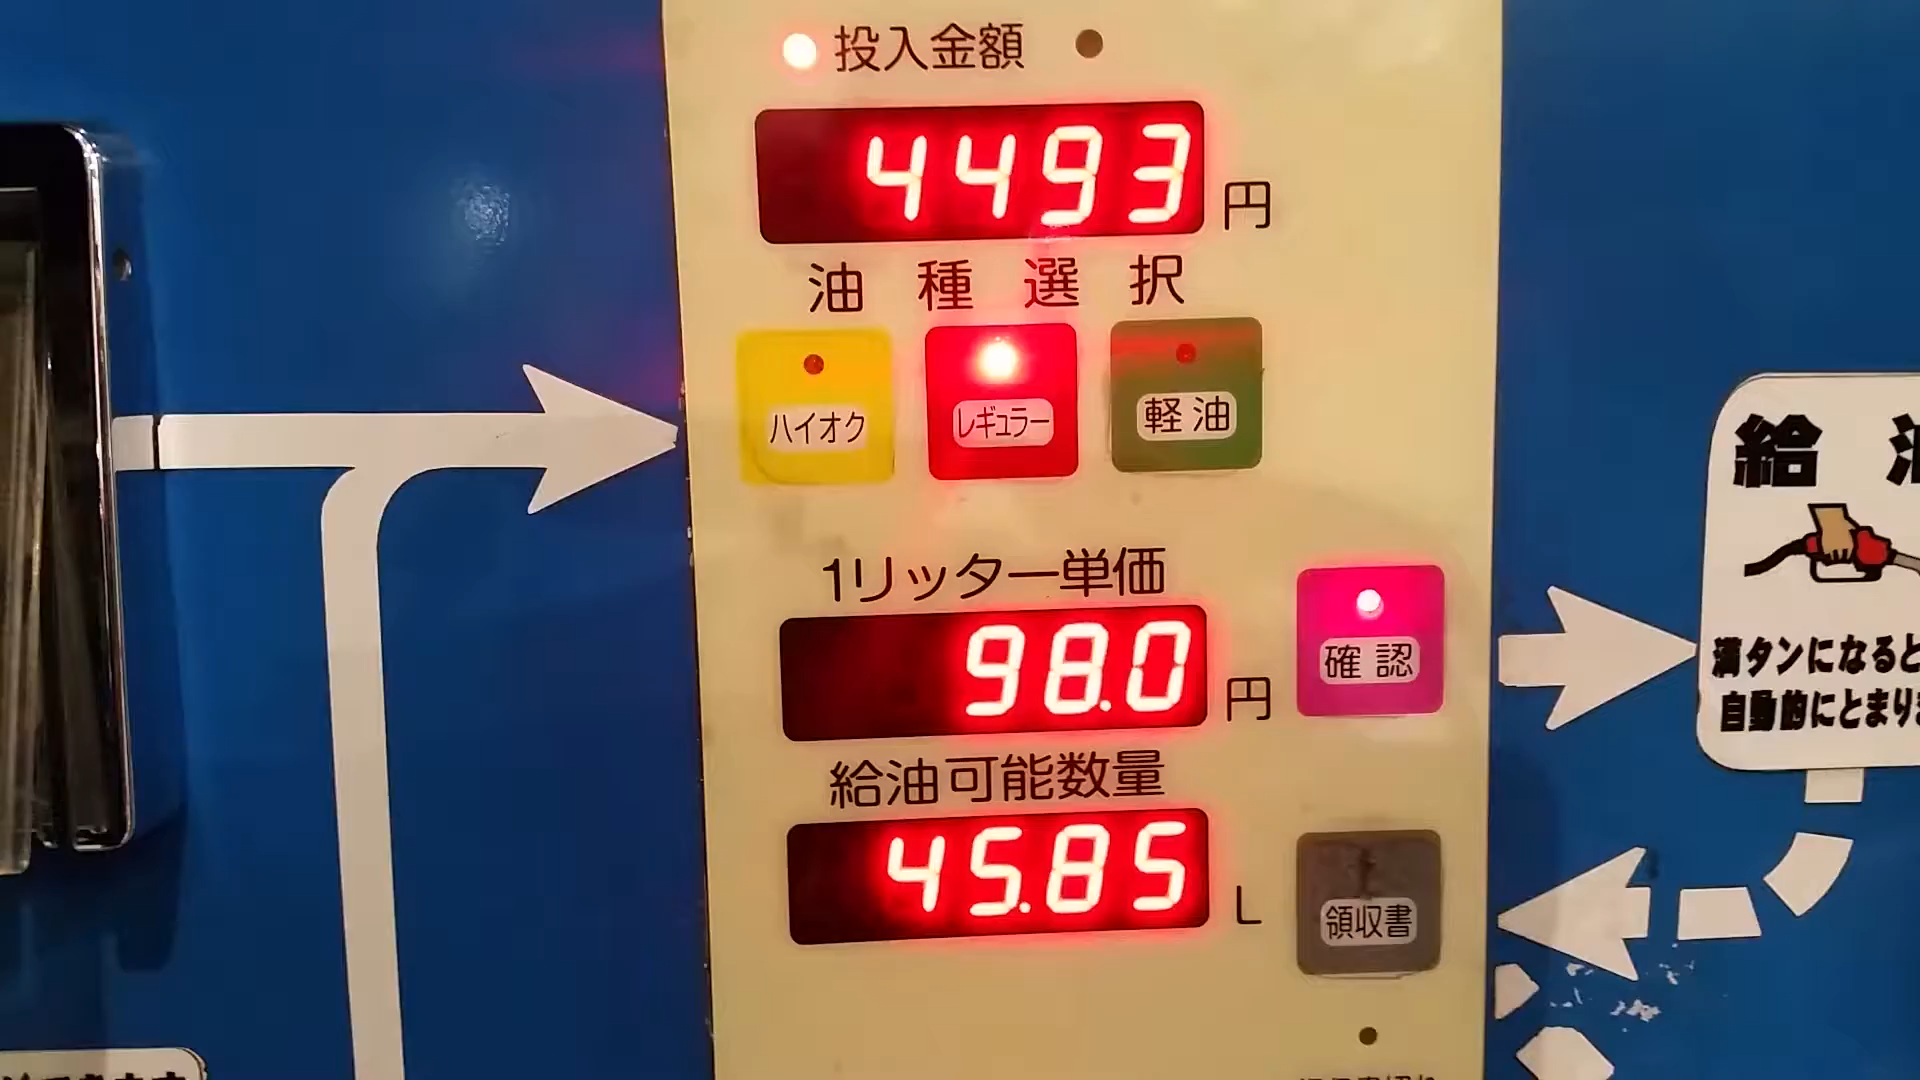 投入金額
4493 円
油種選択
ハイオク レギュラー 軽油
1リッター単価
98.0 円
確認
給油可能数量
45.85 L
領収書
給
満タンになると
自動的にとまり